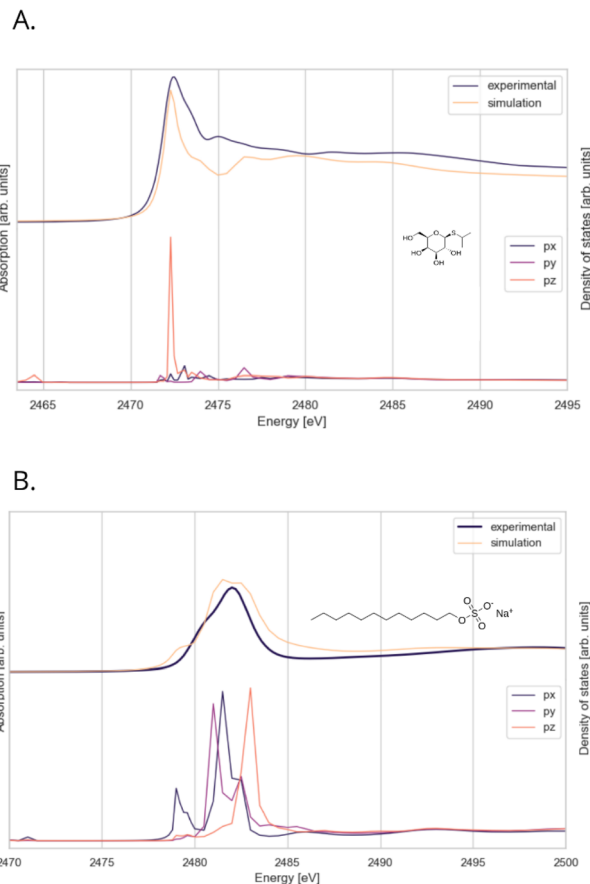 A.
experimental
simulation
Absorption [arb. units]
Density of states [arb. units]
HO
O
S
HO
OH
OH
px
py
pz
2465
2470
2475
2480
2485
2490
2495
Energy [eV]
B.
experimental
simulation
Absorption [arb. units]
Density of states [arb. units]
O
O-
S
Na+
O
O
px
py
pz
2470
2475
2480
2485
2490
2495
2500
Energy [eV]